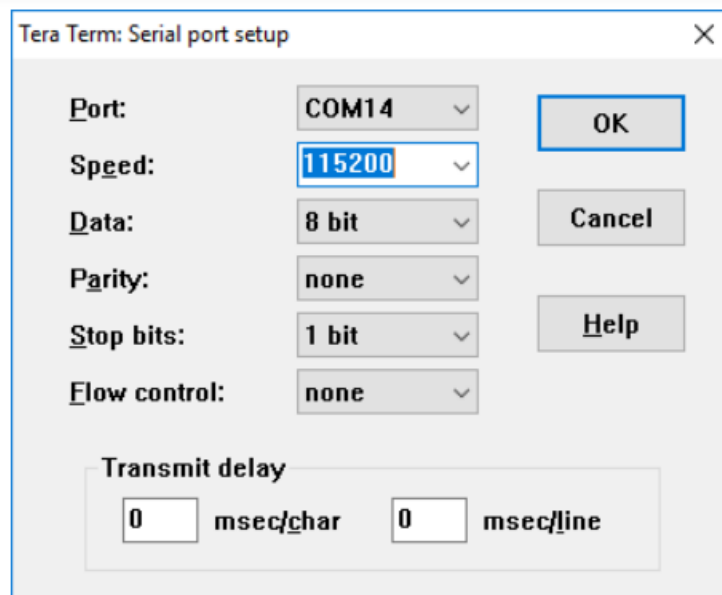 Tera Term: Serial port setup
Port: COM14 OK
Speed: 115200
Data: 8 bit Cancel
Parity: none
Stop bits: 1 bit Help
Flow control: none
Transmit delay
0 msec/char 0 msec/line